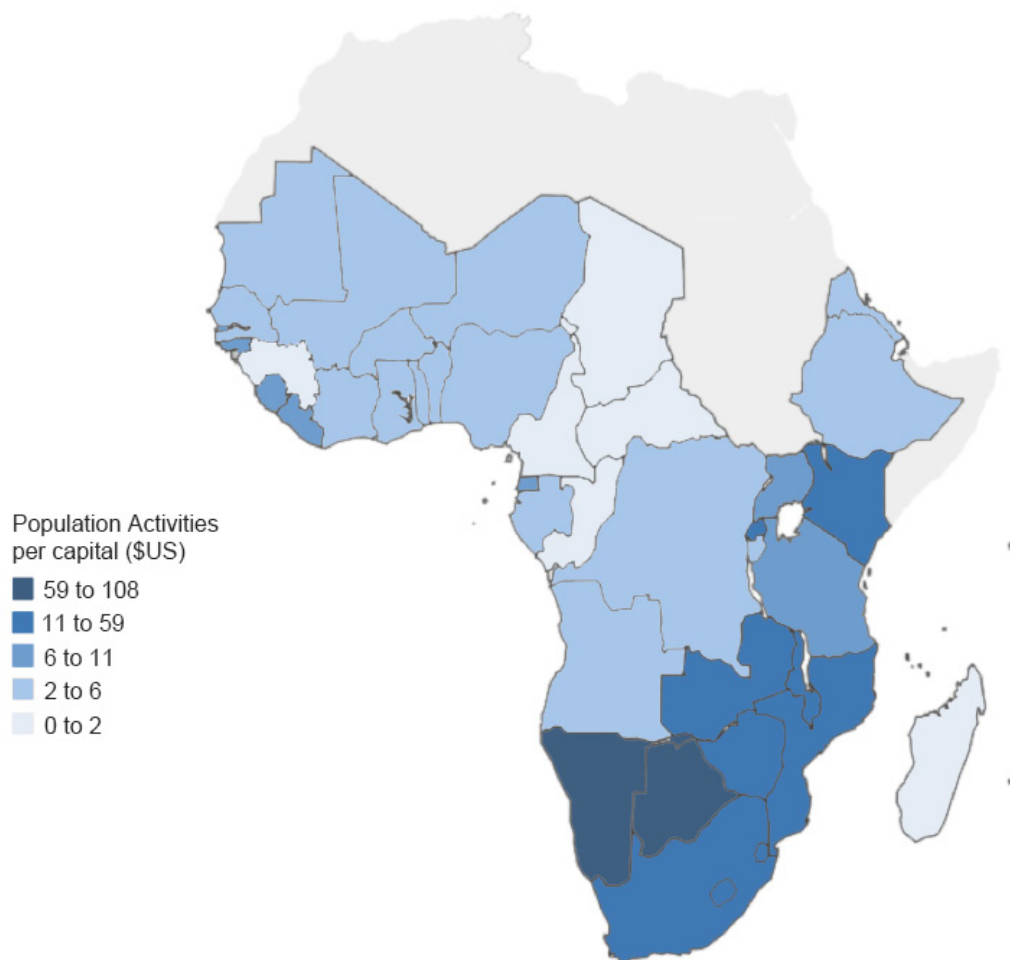 Population Activities
per capital ($US)
59 to 108
11 to 59
6 to 11
2 to 6
0 to 2